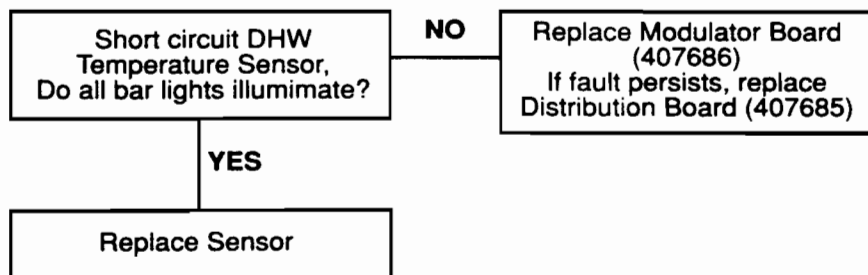 Short circuit DHW
Temperature Sensor,
Do all bar lights illumimate?
NO
Replace Modulator Board
(407686)
If fault persists, replace
Distribution Board (407685)
YES
Replace Sensor